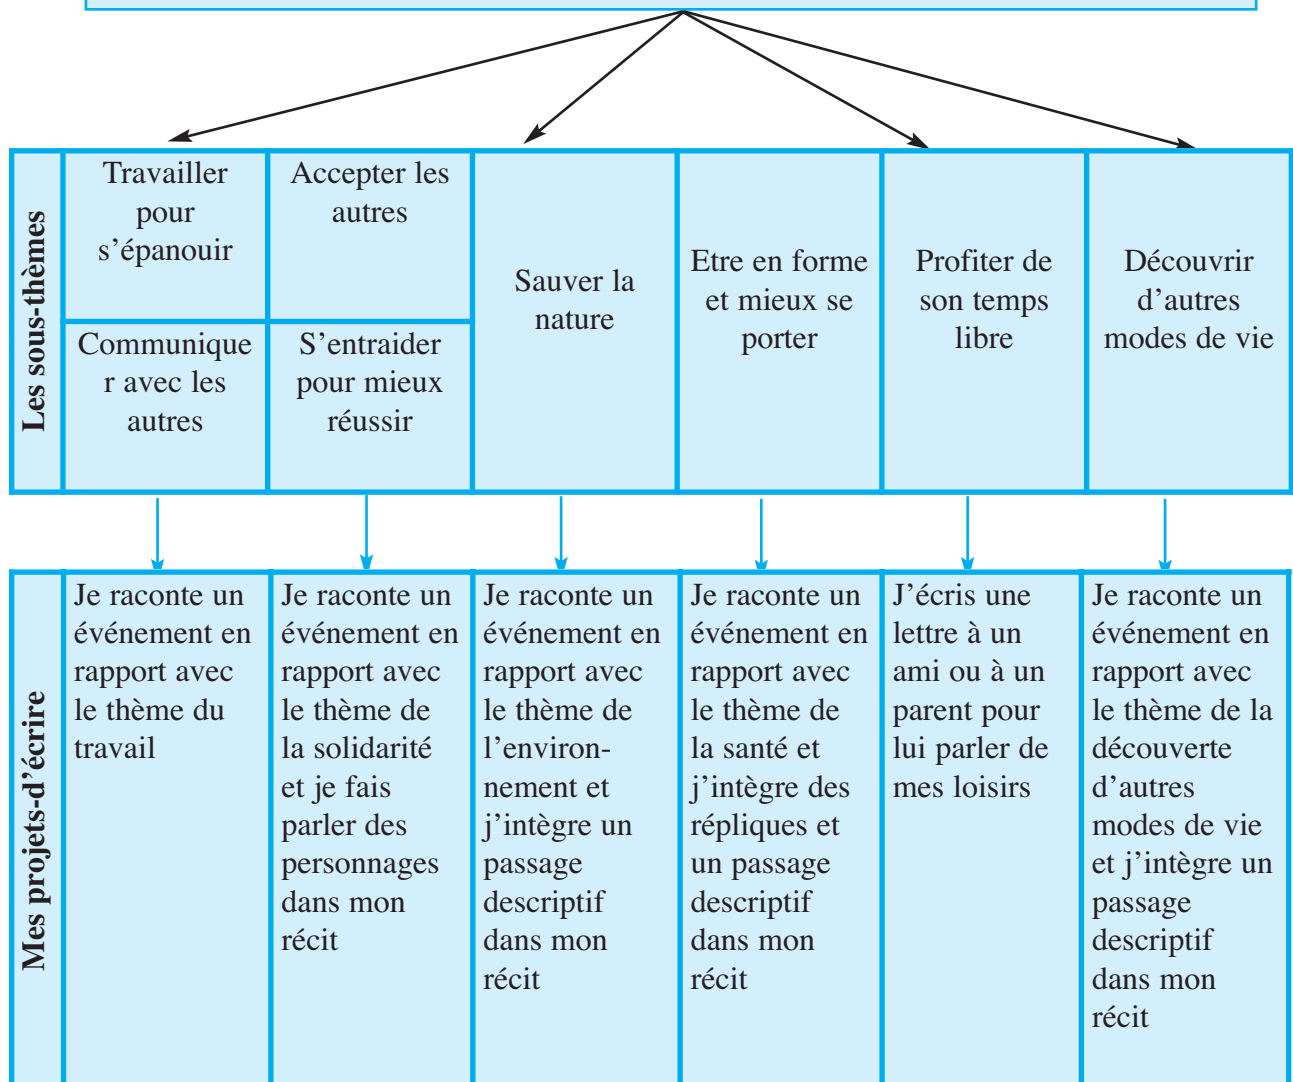 Les sous-thèmes
Travailler
pour
s'épanouir
Accepter les
autres
Communique
r avec les
autres
S'entraider
pour mieux
réussir
Sauver la
nature
Etre en forme
et mieux se
porter
Profiter de
son temps
libre
Découvrir
d'autres
modes de vie
Mes projets-d'écrire
Je raconte un
événement en
rapport avec
le thème du
travail
Je raconte un
événement en
rapport avec
le thème de
la solidarité
et je fais
parler des
personnages
dans mon
récit
Je raconte un
événement en
rapport avec
le thème de
l'environ-
nement et
j'intègre un
passage
descriptif
dans mon
récit
Je raconte un
événement en
rapport avec
le thème de
la santé et
j'intègre des
répliques et
un passage
descriptif
dans mon
récit
J'écris une
lettre à un
ami ou à un
parent pour
lui parler de
mes loisirs
Je raconte un
événement en
rapport avec
le thème de la
découverte
d'autres
modes de vie
et j'intègre un
passage
descriptif
dans mon
récit